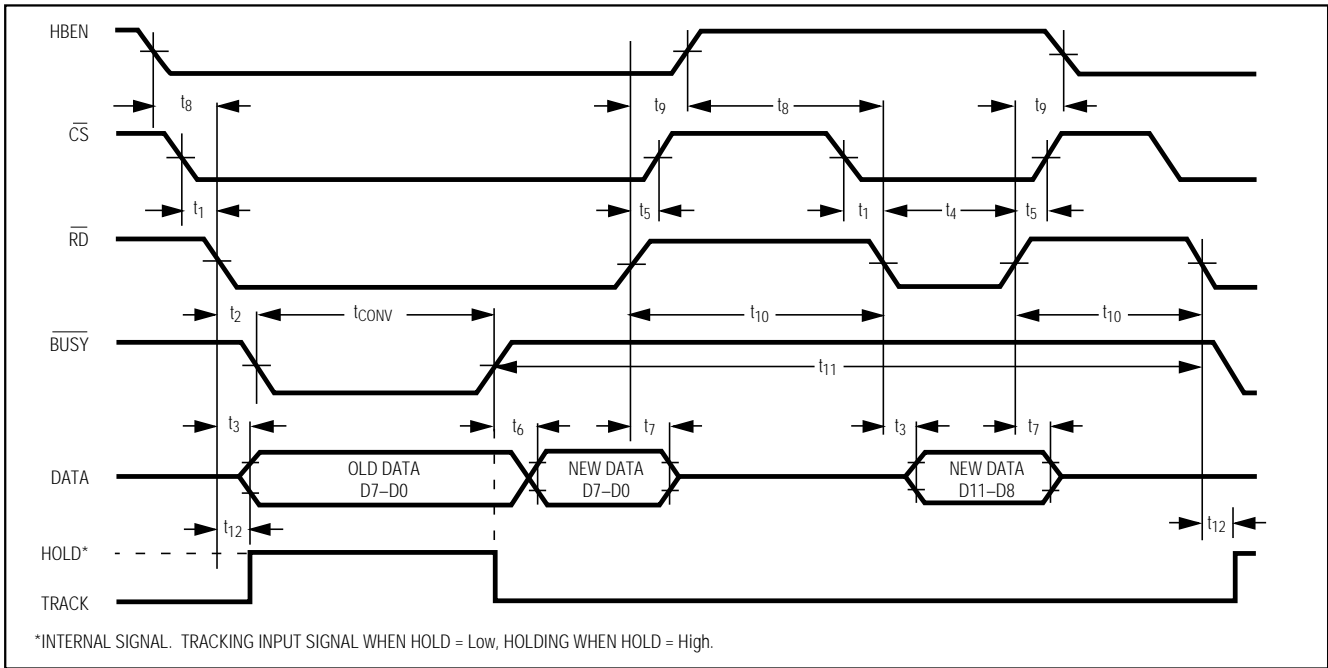 HBEN
t8 t9 t8 t9
CS
t1 t5 t1 t4 t5
RD
t2 tCONV t10 t10
BUSY
t11
t3 t6 t7 t3 t7
DATA
OLD DATA
D7–D0
NEW DATA
D7–D0
NEW DATA
D11–D8
t12 t12
HOLD*
TRACK
*INTERNAL SIGNAL. TRACKING INPUT SIGNAL WHEN HOLD = Low, HOLDING WHEN HOLD = High.